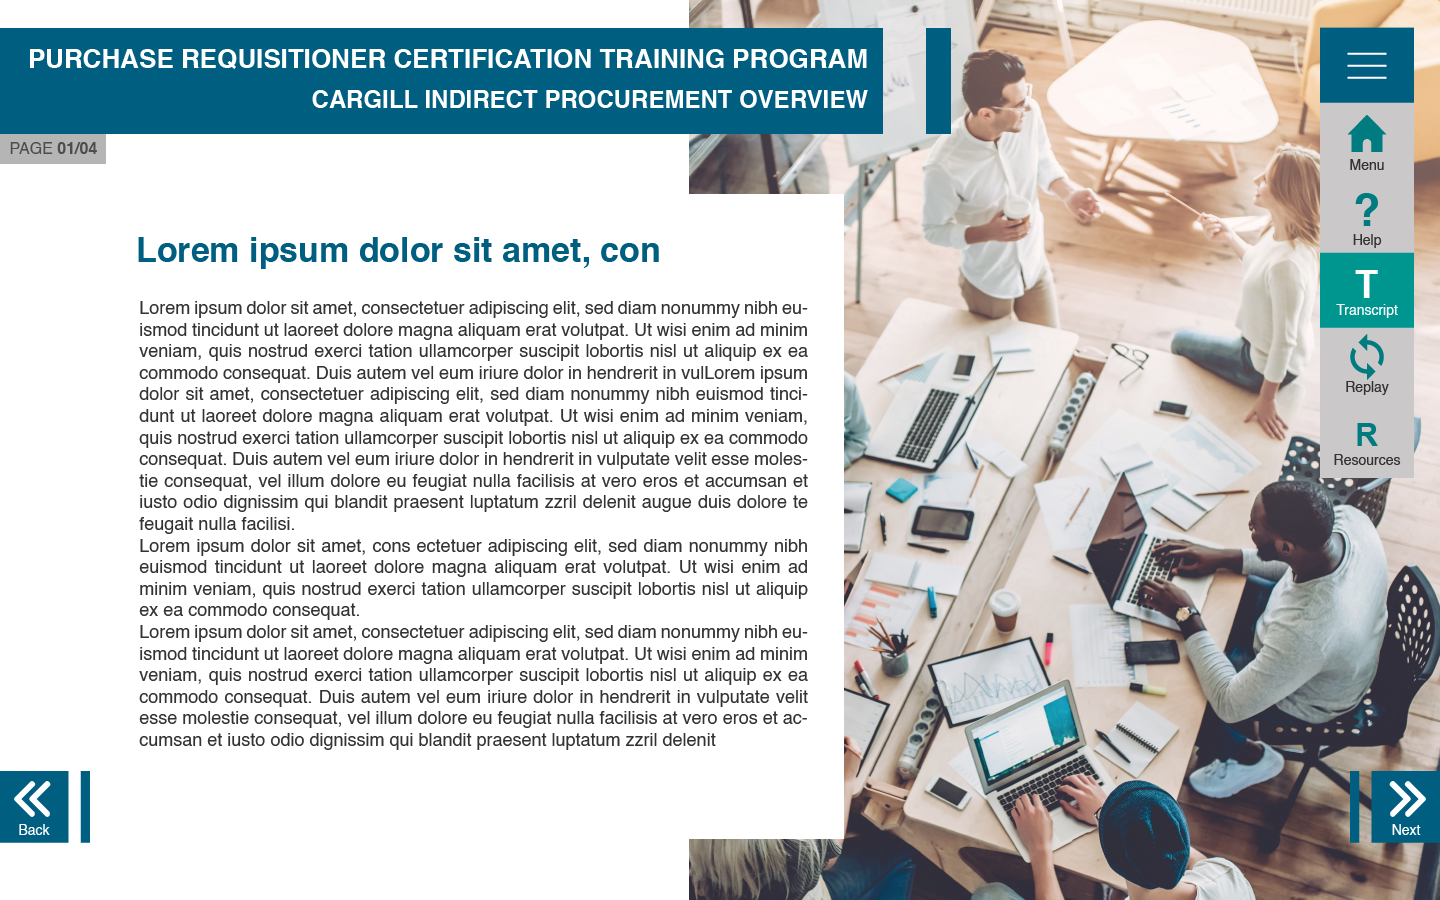 PURCHASE REQUISITIONER CERTIFICATION TRAINING PROGRAM
CARGILL INDIRECT PROCUREMENT OVERVIEW
PAGE 01/04
Menu
?
Help
T
Transcript
Replay
R
Resources
Lorem ipsum dolor sit amet, con
Lorem ipsum dolor sit amet, consectetuer adipiscing elit, sed diam nonummy nibh eu-
ismod tincidunt ut laoreet dolore magna aliquam erat volutpat. Ut wisi enim ad minim
veniam, quis nostrud exerci tation ullamcorper suscipit lobortis nisl ut aliquip ex ea
commodo consequat. Duis autem vel eum iriure dolor in hendrerit in vulLorem ipsum
dolor sit amet, consectetuer adipiscing elit, sed diam nonummy nibh euismod tinci-
dunt ut laoreet dolore magna aliquam erat volutpat. Ut wisi enim ad minim veniam,
quis nostrud exerci tation ullamcorper suscipit lobortis nisl ut aliquip ex ea commodo
consequat. Duis autem vel eum iriure dolor in hendrerit in vulputate velit esse moles-
tie consequat, vel illum dolore eu feugiat nulla facilisis at vero eros et accumsan et
iusto odio dignissim qui blandit praesent luptatum zzril delenit augue duis dolore te
feugait nulla facilisi.
Lorem ipsum dolor sit amet, cons ectetuer adipiscing elit, sed diam nonummy nibh
euismod tincidunt ut laoreet dolore magna aliquam erat volutpat. Ut wisi enim ad
minim veniam, quis nostrud exerci tation ullamcorper suscipit lobortis nisl ut aliquip
ex ea commodo consequat.
Lorem ipsum dolor sit amet, consectetuer adipiscing elit, sed diam nonummy nibh eu-
ismod tincidunt ut laoreet dolore magna aliquam erat volutpat. Ut wisi enim ad minim
veniam, quis nostrud exerci tation ullamcorper suscipit lobortis nisl ut aliquip ex ea
commodo consequat. Duis autem vel eum iriure dolor in hendrerit in vulputate velit
esse molestie consequat, vel illum dolore eu feugiat nulla facilisis at vero eros et ac-
cumsan et iusto odio dignissim qui blandit praesent luptatum zzril delenit
Back
Next